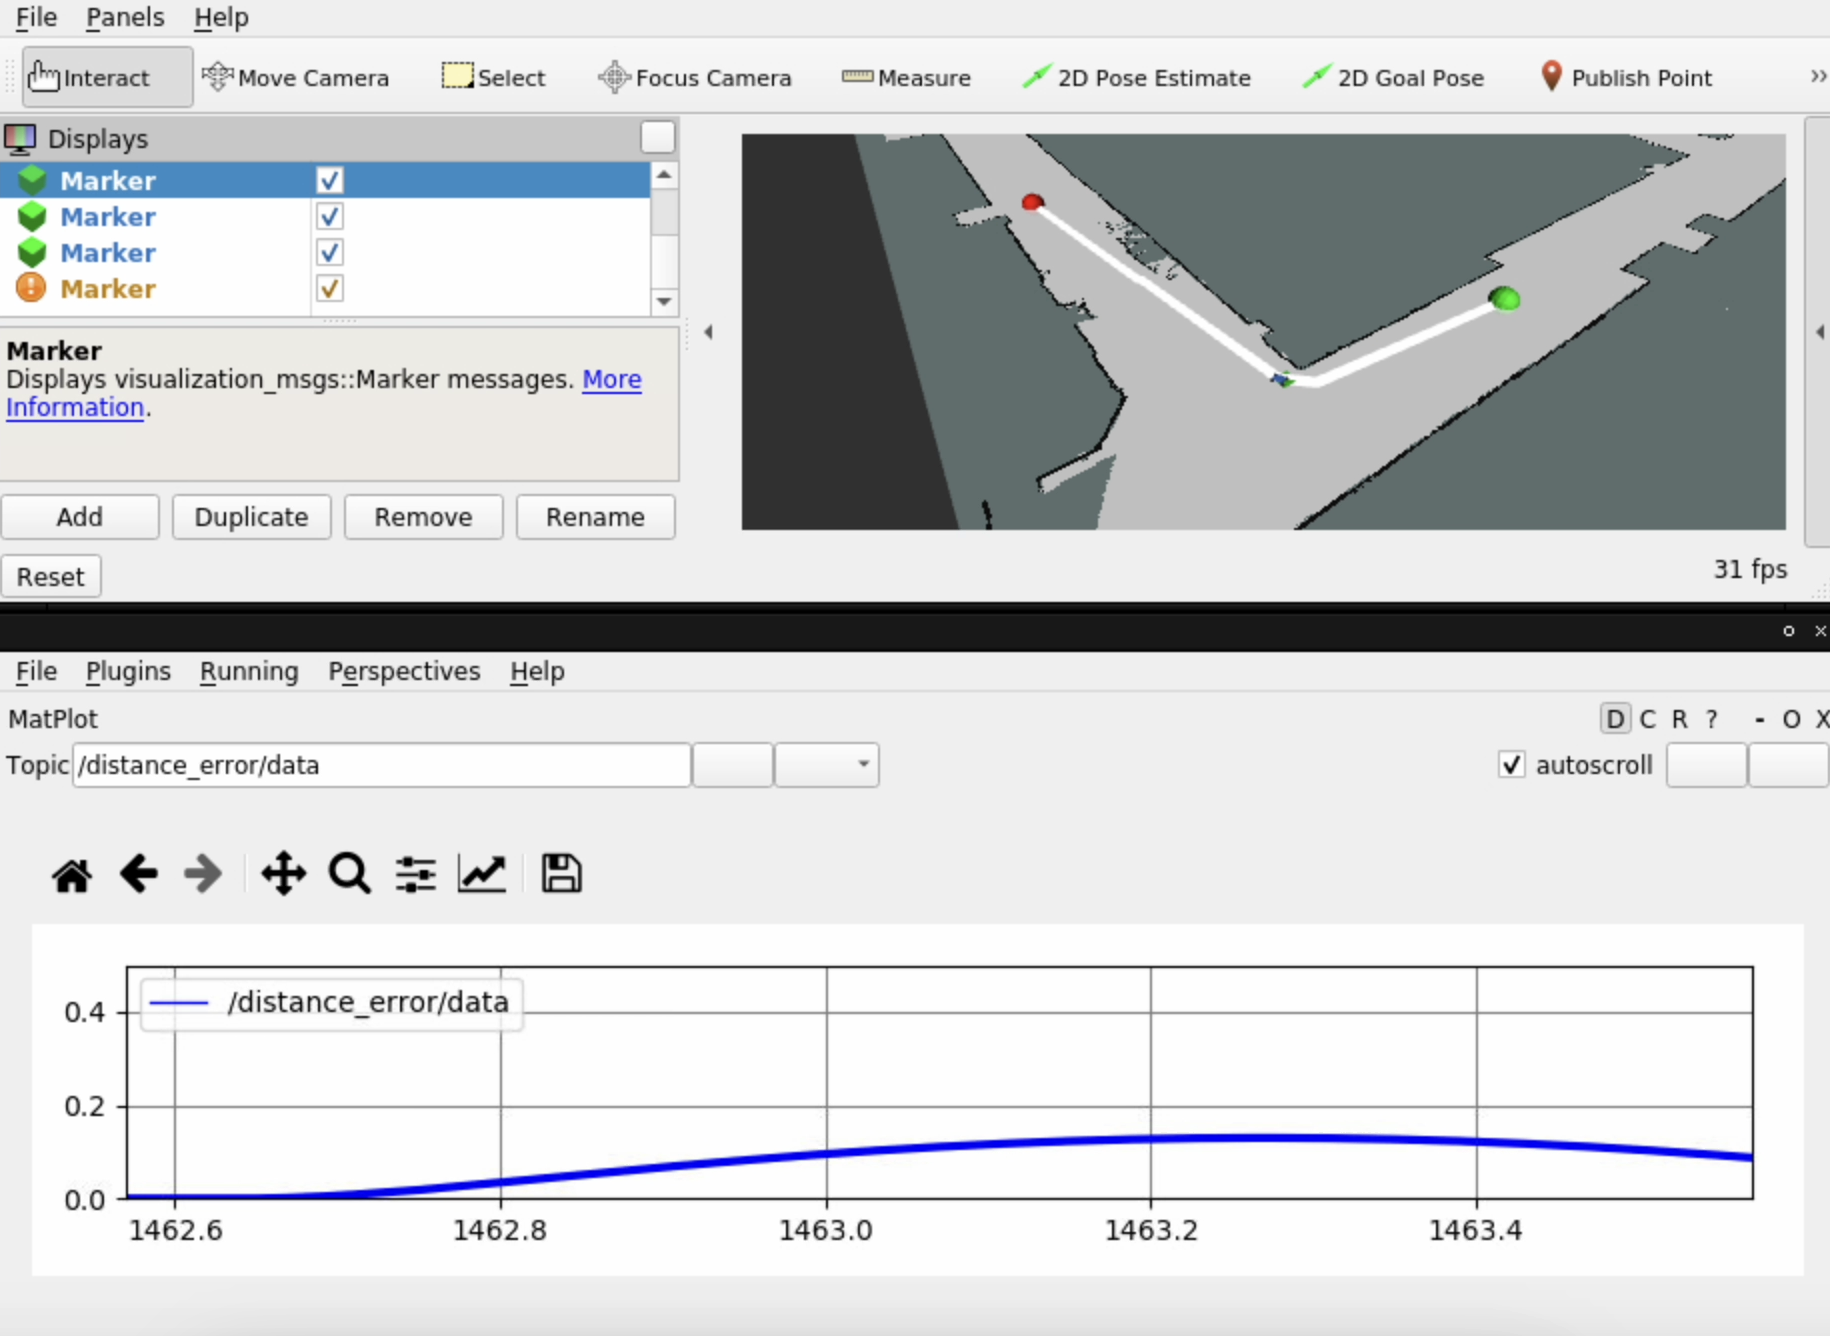 File Panels Help
Interact Move Camera Select Focus Camera Measure 2D Pose Estimate 2D Goal Pose Publish Point »
Displays
Marker
Marker
Marker
Marker
Marker
Displays visualization_msgs::Marker messages. More
Information.
Add Duplicate Remove Rename
Reset
31 fps
File Plugins Running Perspectives Help
MatPlot D C R ? - O X
Topic /distance_error/data autoscroll
/distance_error/data
0.4
0.2
0.0
1462.6 1462.8 1463.0 1463.2 1463.4